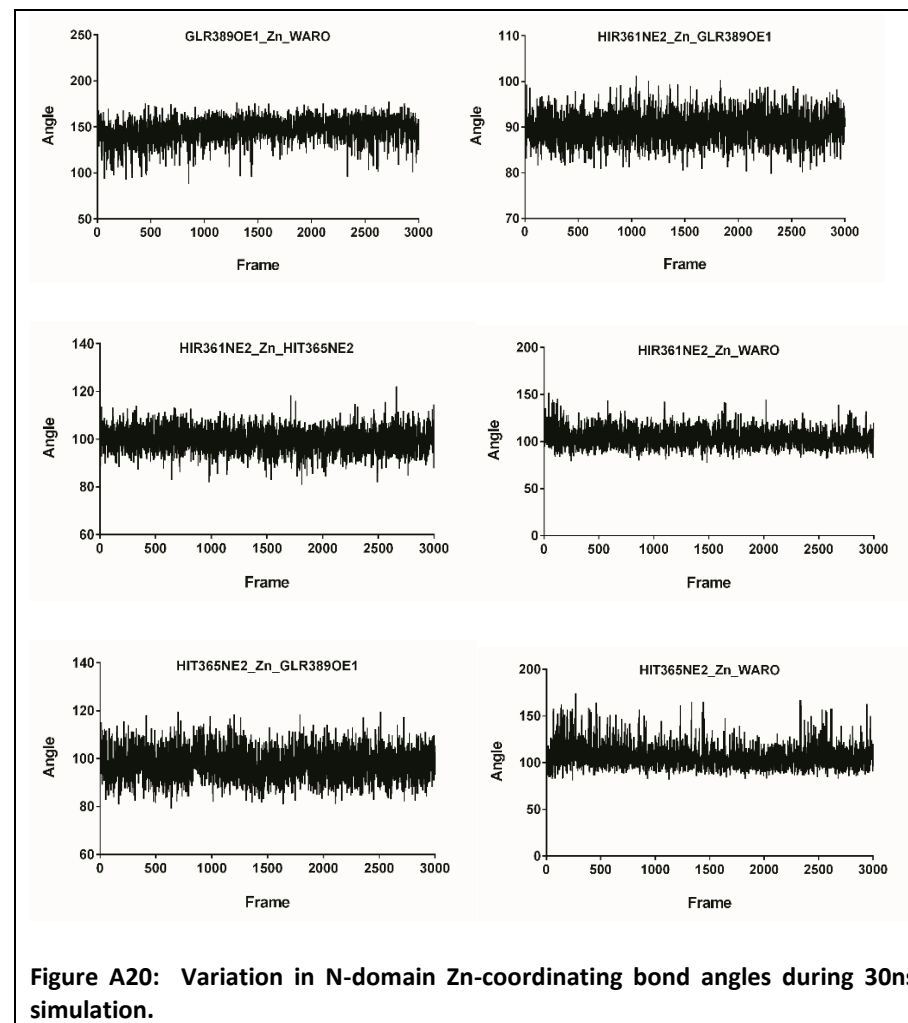 GLR389OE1_Zn_WARO
250
200
150
100
50
Angle
0 500 1000 1500 2000 2500 3000
Frame
HIR361NE2_Zn_GLR389OE1
110
100
90
80
70
Angle
0 500 1000 1500 2000 2500 3000
Frame
HIR361NE2_Zn_HIT365NE2
140
120
100
80
60
Angle
0 500 1000 1500 2000 2500 3000
Frame
HIR361NE2_Zn_WARO
200
150
100
50
0
Angle
0 500 1000 1500 2000 2500 3000
Frame
HIT365NE2_Zn_GLR389OE1
140
120
100
80
60
Angle
0 500 1000 1500 2000 2500 3000
Frame
HIT365NE2_Zn_WARO
200
150
100
50
0
Angle
0 500 1000 1500 2000 2500 3000
Frame
Figure A20: Variation in N-domain Zn-coordinating bond angles during 30ns
simulation.